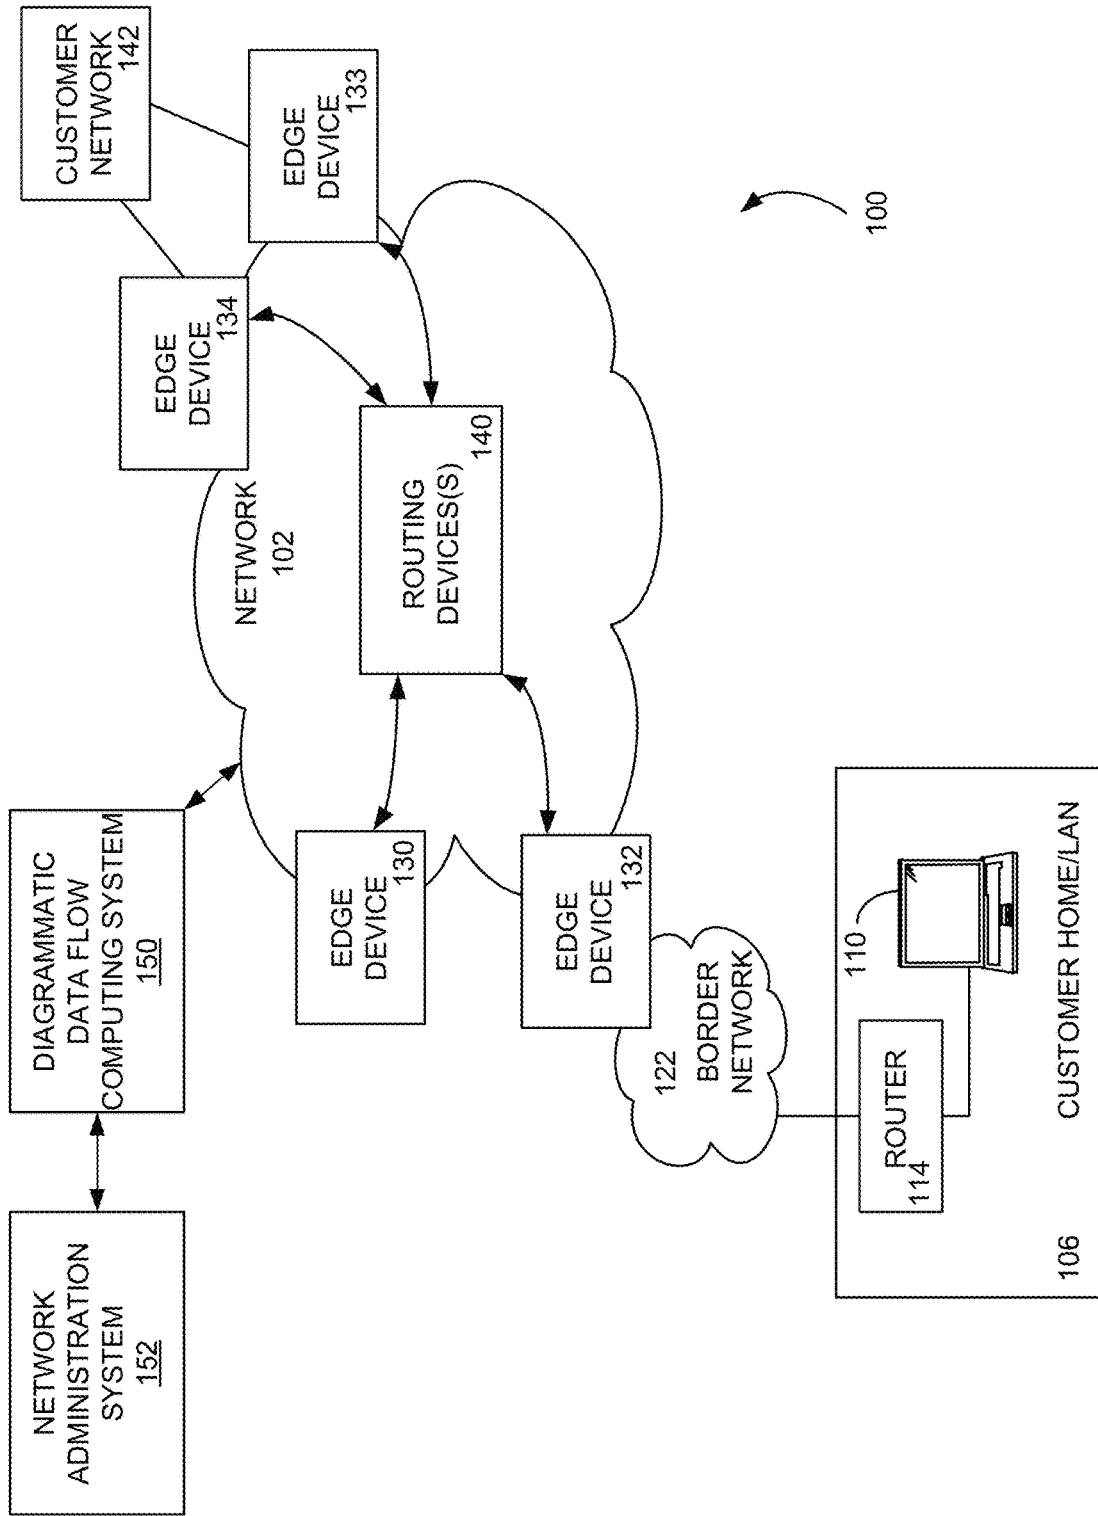 NETWORK
ADMINISTRATION
SYSTEM
152
DIAGRAMMATIC
DATA FLOW
COMPUTING SYSTEM
150
CUSTOMER
NETWORK
142
EDGE
DEVICE
134
EDGE
DEVICE
133
NETWORK
102
EDGE
DEVICE
130
ROUTING
DEVICES(S)
140
EDGE
DEVICE
132
122
BORDER
NETWORK
100
110
ROUTER
114
106
CUSTOMER HOME/LAN